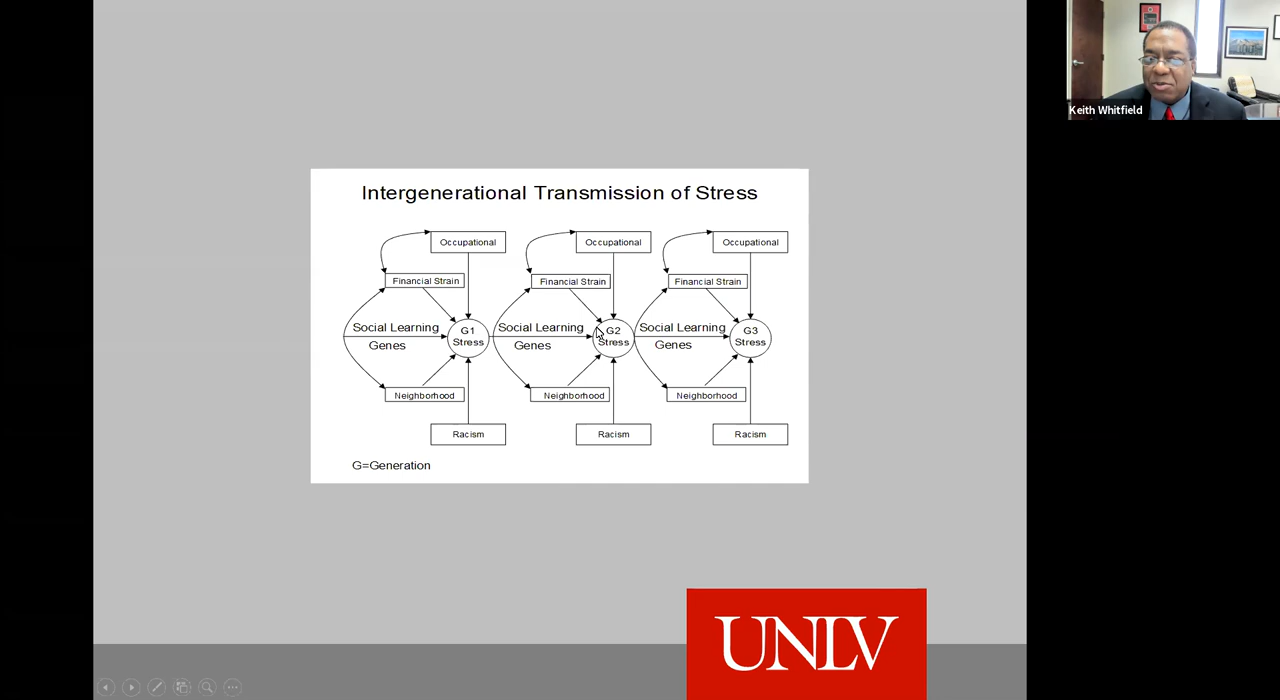 Keith Whitfield
Intergenerational Transmission of Stress
Occupational
Occupational
Occupational
Financial Strain
Financial Strain
Financial Strain
Social Learning
Genes
G1
Stress
Social Learning
Genes
G2
Stress
Social Learning
Genes
G3
Stress
Neighborhood
Neighborhood
Neighborhood
Racism
Racism
Racism
G=Generation
UNLV